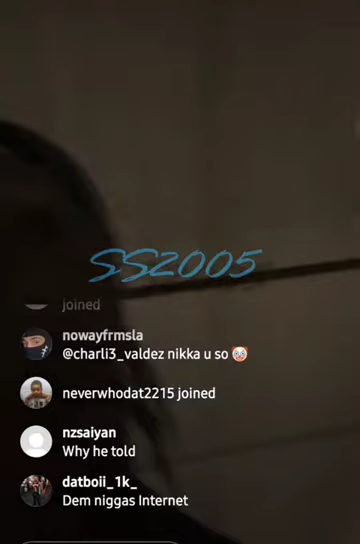 SS2005
joined
nowayfrmsla
@charli3_valdez nikka u so 🤡
neverwhodat2215 joined
nzsaiyan
Why he told
datboii_1k_
Dem niggas Internet